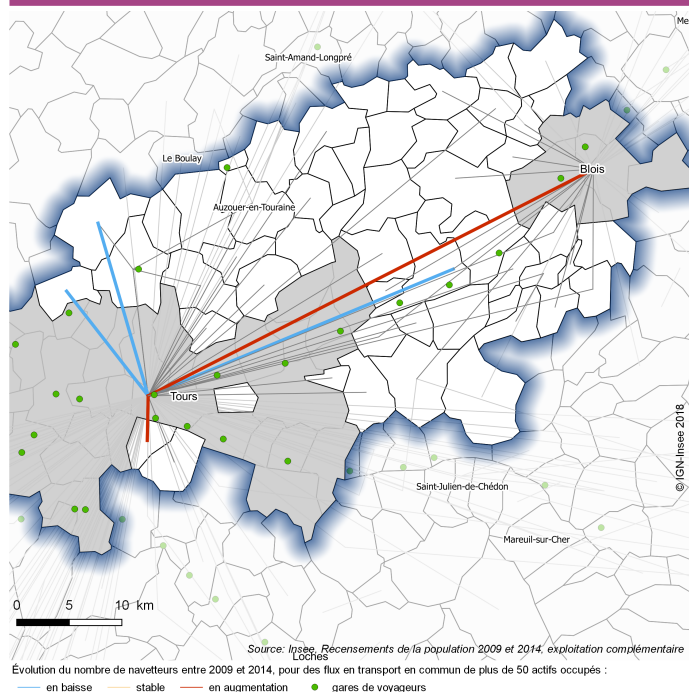 Me
Saint-Amand-Longpré
Le Boulay
Blois
Auzouer-en-Touraine
Tours
© IGN-Insee 2018
Saint-Julien-de-Chédon
Mareuil-sur-Cher
0 5 10 km
Source: Insee, Recensements de la population 2009 et 2014, exploitation complémentaire
Loches
Évolution du nombre de navetteurs entre 2009 et 2014, pour des flux en transport en commun de plus de 50 actifs occupés :
en baisse stable en augmentation gares de voyageurs